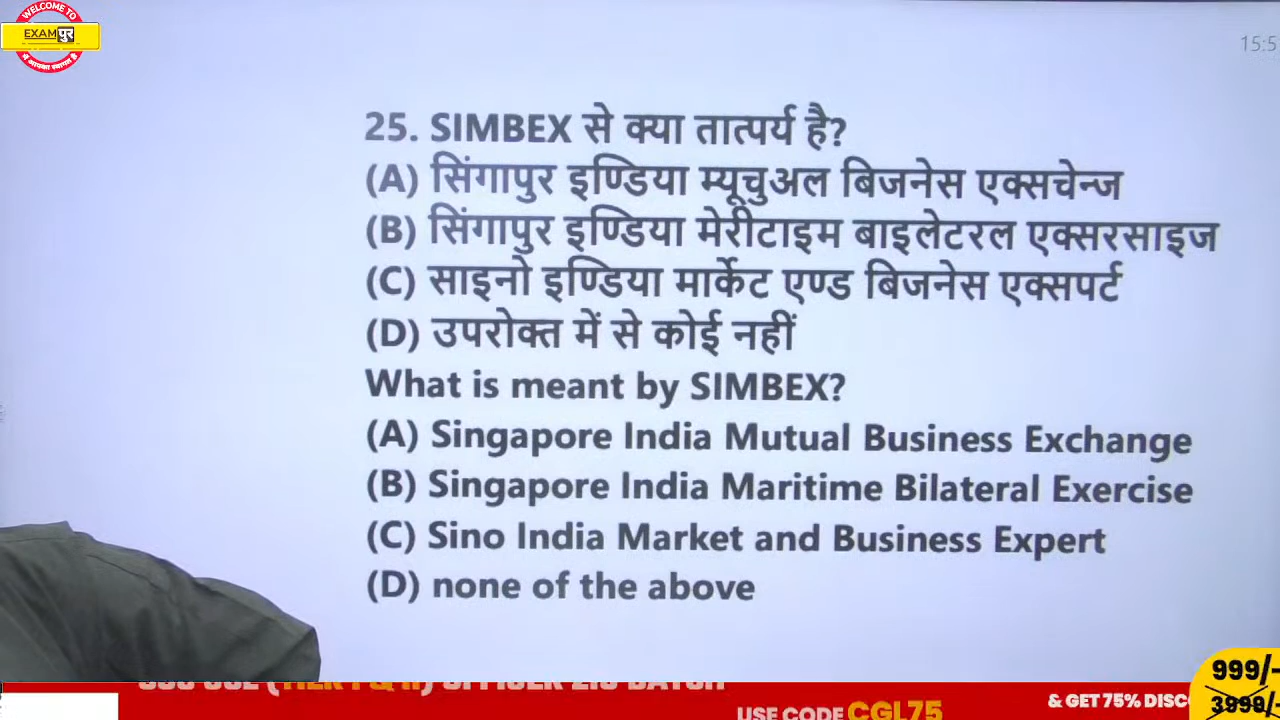 WELCOME TO
EXAMपुर
में आपका स्वागत है
15:5
25. SIMBEX से क्या तात्पर्य है?
(A) सिंगापुर इण्डिया म्यूचुअल बिजनेस एक्सचेन्ज
(B) सिंगापुर इण्डिया मेरीटाइम बाइलेटरल एक्सरसाइज
(C) साइनो इण्डिया मार्केट एण्ड बिजनेस एक्सपर्ट
(D) उपरोक्त में से कोई नहीं
What is meant by SIMBEX?
(A) Singapore India Mutual Business Exchange
(B) Singapore India Maritime Bilateral Exercise
(C) Sino India Market and Business Expert
(D) none of the above
999/-
& GET 75% DISC
3998/-
USE CODE CGL75